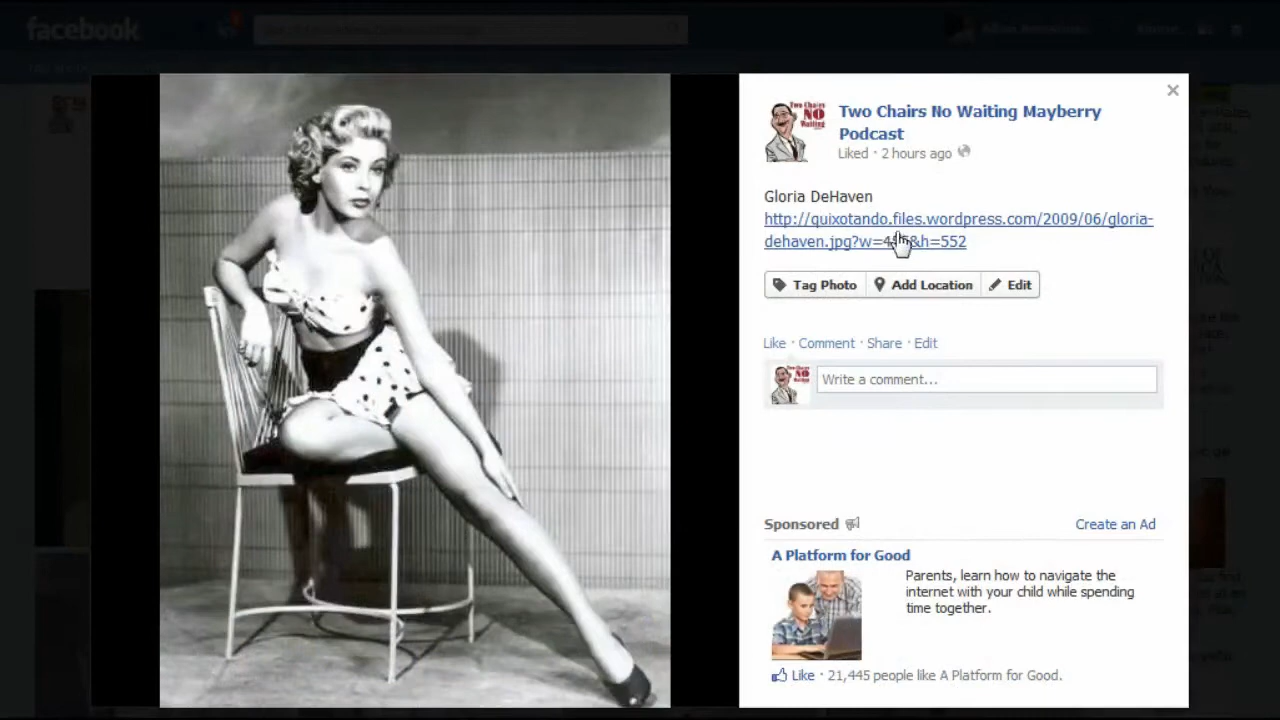 facebook
Two Chairs No Waiting Mayberry
Podcast
Liked · 2 hours ago
Gloria DeHaven
http://quixotando.files.wordpress.com/2009/06/gloria-
dehaven.jpg?w=4 &h=552
Tag Photo Add Location Edit
Like · Comment · Share · Edit
Write a comment...
Sponsored Create an Ad
A Platform for Good
Parents, learn how to navigate the
internet with your child while spending
time together.
Like · 21,445 people like A Platform for Good.